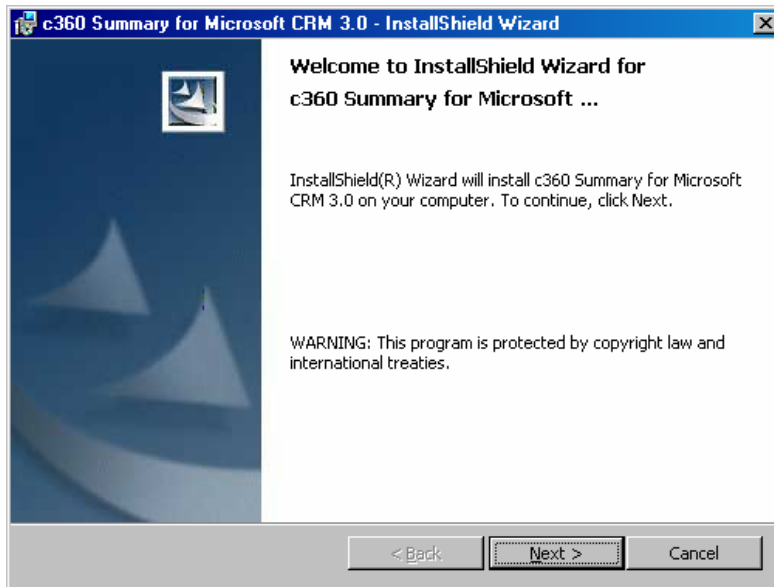 c360 Summary for Microsoft CRM 3.0 - InstallShield Wizard
Welcome to InstallShield Wizard for
c360 Summary for Microsoft ...
InstallShield(R) Wizard will install c360 Summary for Microsoft
CRM 3.0 on your computer. To continue, click Next.
WARNING: This program is protected by copyright law and
international treaties.
< Back
Next >
Cancel